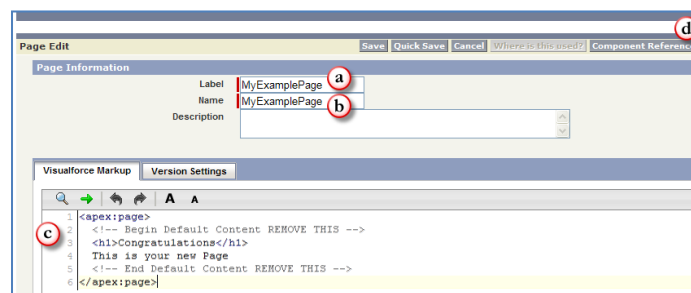 d
Page Edit Save Quick Save Cancel Where is this used? Component Reference
Page Information
Label MyExamplePage a
Name MyExamplePage b
Description
Visualforce Markup Version Settings
A A
c
1 <apex:page>
2 <!-- Begin Default Content REMOVE THIS -->
3 <h1>Congratulations</h1>
4 This is your new Page
5 <!-- End Default Content REMOVE THIS -->
6 </apex:page>